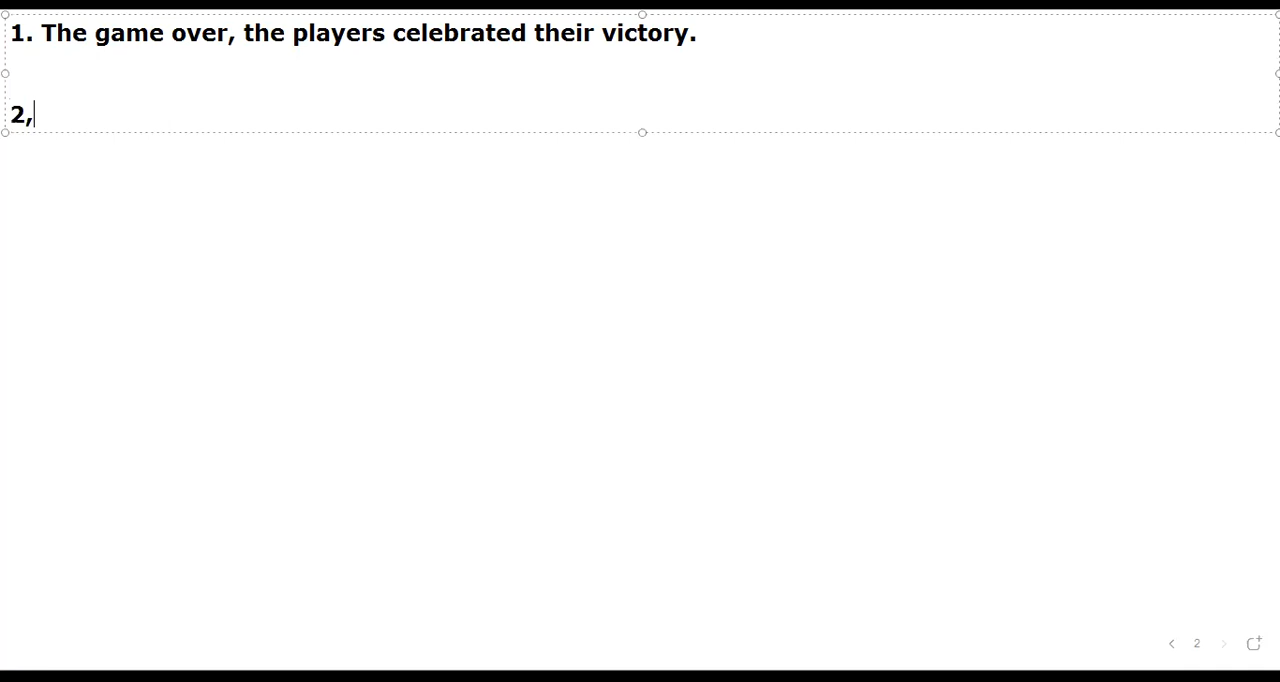 1. The game over, the players celebrated their victory.
2,
2